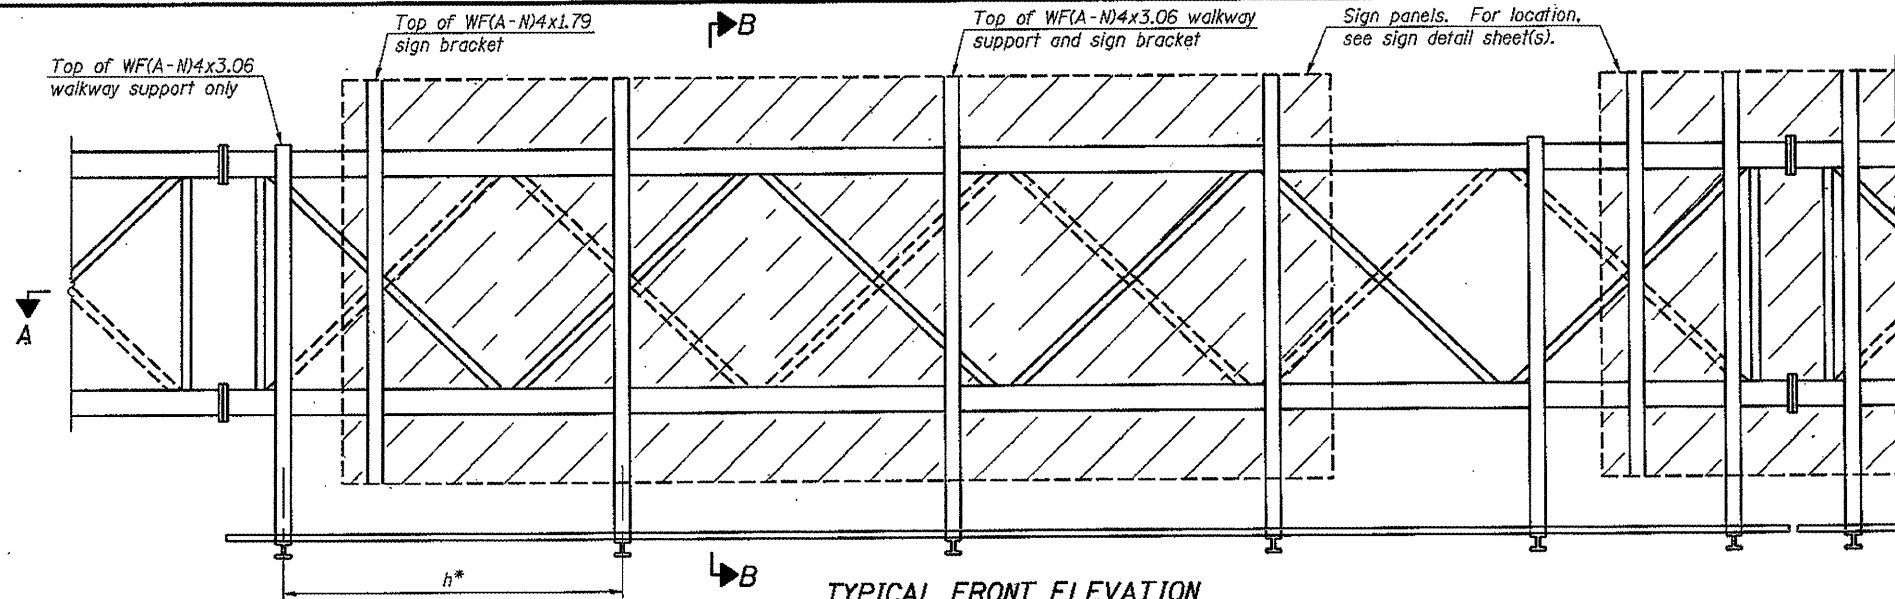 Top of WF(A-N)4x1.79
sign bracket
B
Top of WF(A-N)4x3.06 walkway
support and sign bracket
Sign panels. For location,
see sign detail sheet(s).
Top of WF(A-N)4x3.06
walkway support only
A
h*
B
TYPICAL FRONT ELEVATION